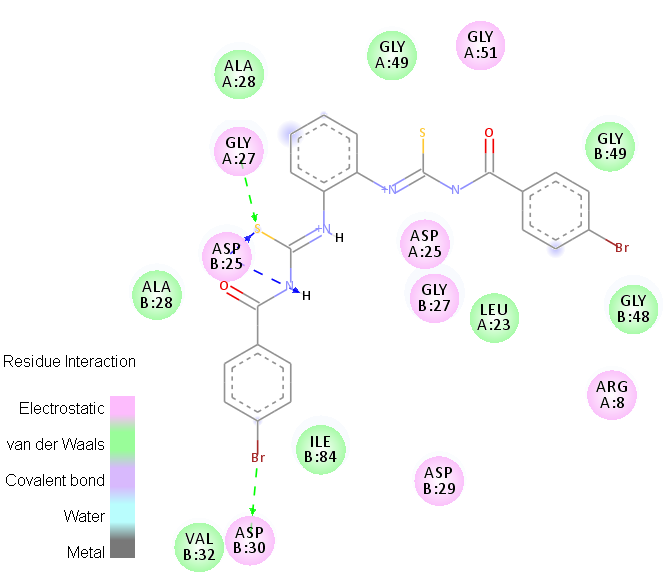 GLY
A:51
GLY
A:49
ALA
A:28
S
O
GLY
A:27
GLY
B:49
+N
N
S
+N
H
ASP
A:25
Br
ASP
B:25
O
N
H
GLY
B:27
ALA
B:28
LEU
A:23
GLY
B:48
Residue Interaction
ARG
A:8
Electrostatic
van der Waals
ILE
B:84
Br
Covalent bond
ASP
B:29
Water
VAL
B:32
ASP
B:30
Metal